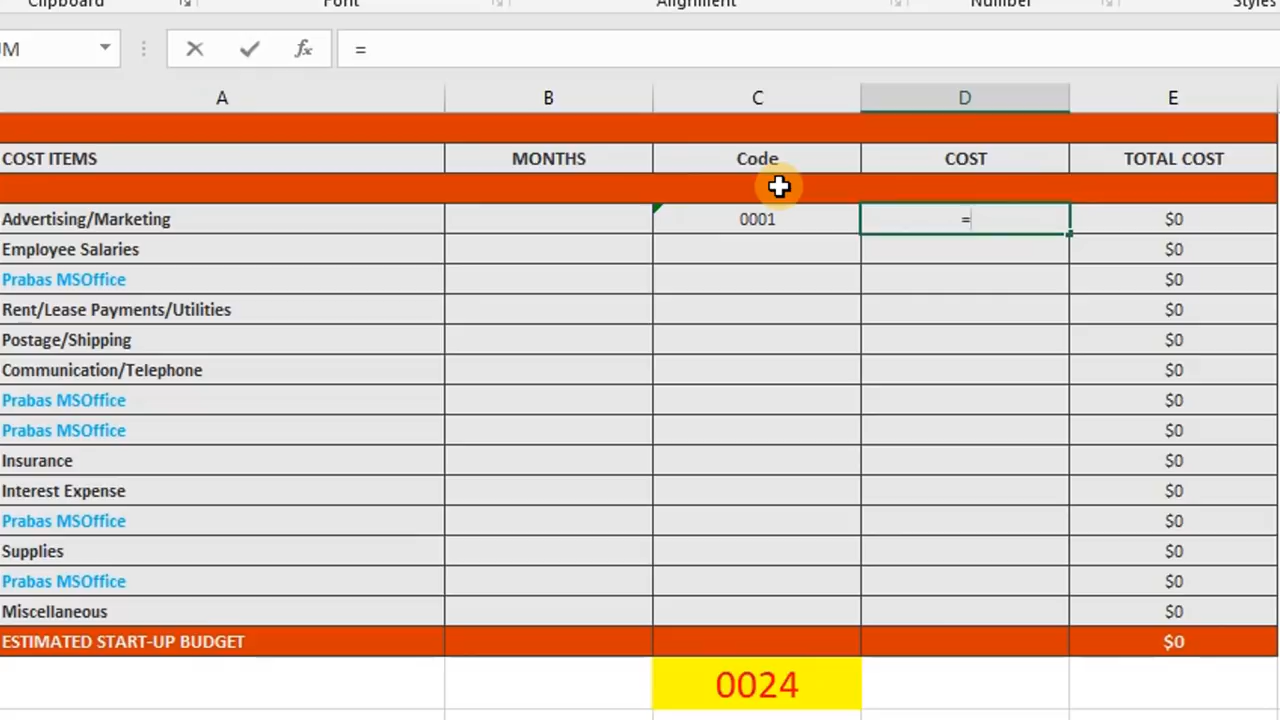 Clipboard Font Alignment Number Styles
UM =
A B C D E
COST ITEMS MONTHS Code COST TOTAL COST
Advertising/Marketing 0001 = $0
Employee Salaries $0
Prabas MSOffice $0
Rent/Lease Payments/Utilities $0
Postage/Shipping $0
Communication/Telephone $0
Prabas MSOffice $0
Prabas MSOffice $0
Insurance $0
Interest Expense $0
Prabas MSOffice $0
Supplies $0
Prabas MSOffice $0
Miscellaneous $0
ESTIMATED START-UP BUDGET $0
0024